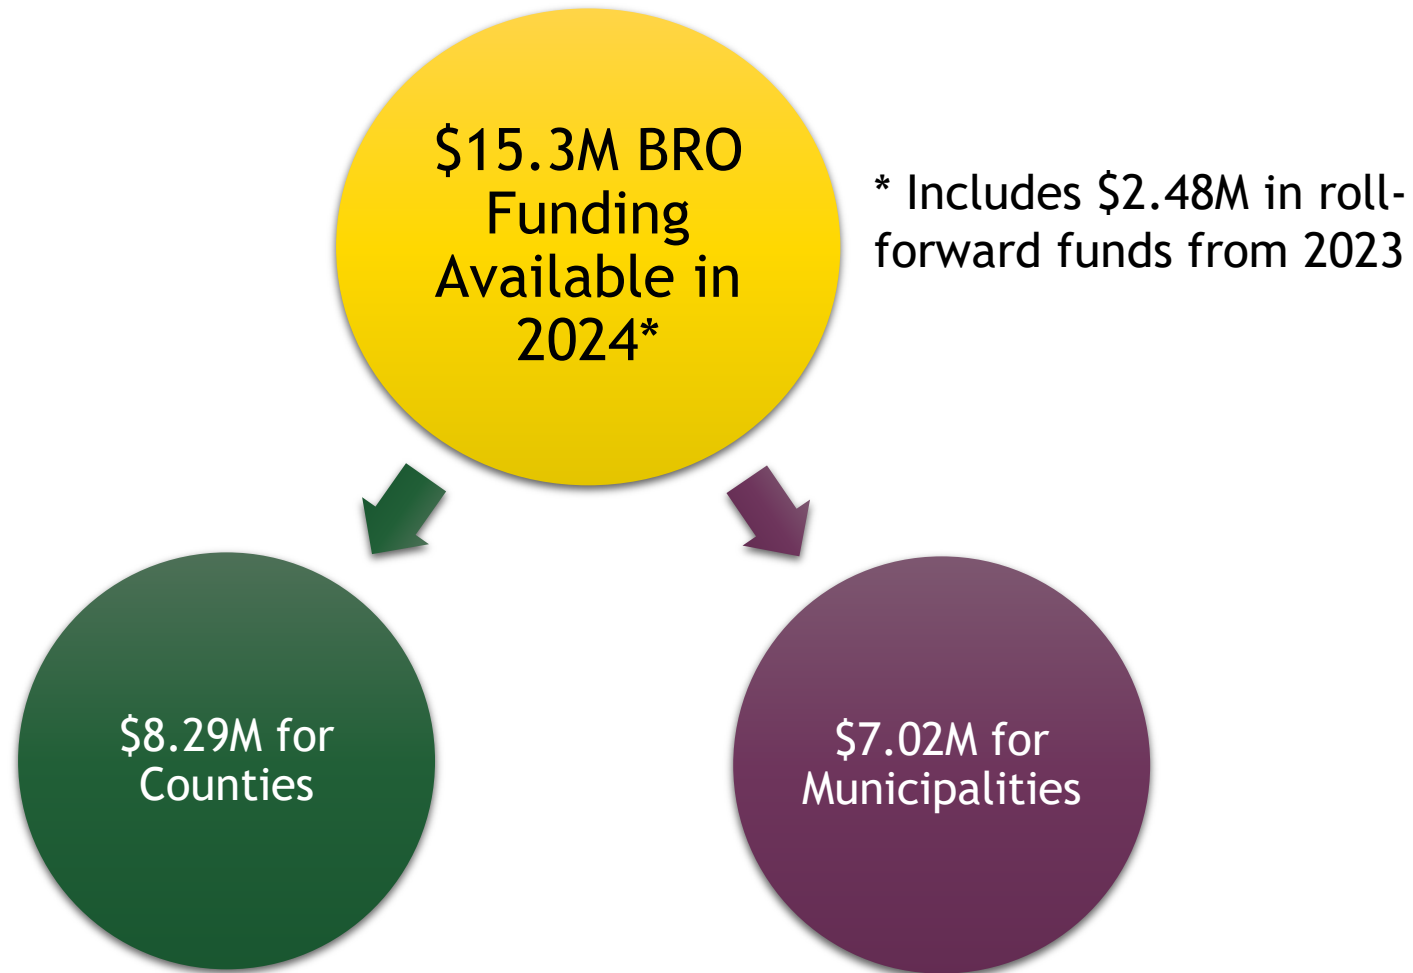 $15.3M BRO
Funding
Available in
2024*
* Includes $2.48M in roll-
forward funds from 2023
$8.29M for
Counties
$7.02M for
Municipalities